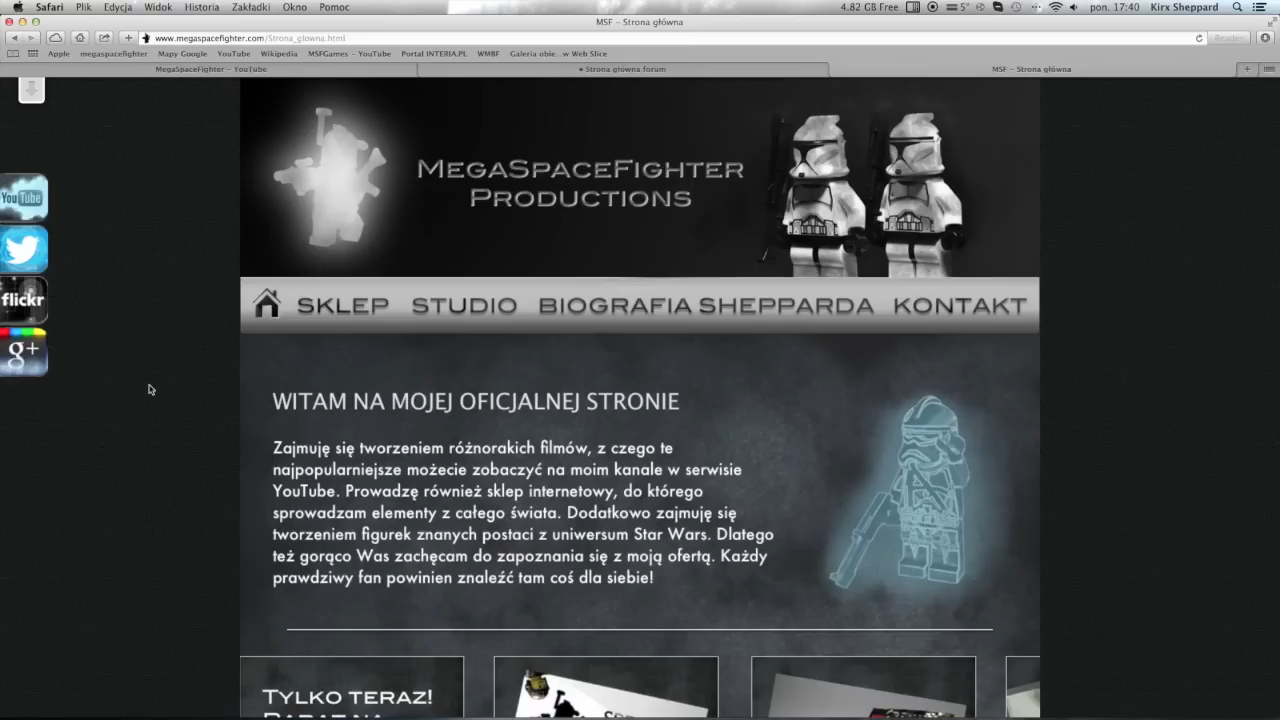 Safari Plik Edycja Widok Historia Zakładki Okno Pomoc 4.82 GB Free 5° pon. 17:40 Kirx Sheppard
MSF – Strona główna
www.megaspacefighter.com/Strona_glowna.html Reader
Apple megaspacefighter Mapy Google YouTube Wikipedia MSFGames – YouTube Portal INTERIA.PL WMBF Galeria obie...w Web Slice
MegaSpaceFighter – YouTube Strona główna forum MSF – Strona główna
MegaSpaceFighter
Productions
YouTube
flickr
g+
SKLEP STUDIO BIOGRAFIA SHEPPARDA KONTAKT
WITAM NA MOJEJ OFICJALNEJ STRONIE
Zajmuję się tworzeniem różnorakich filmów, z czego te
najpopularniejsze możecie zobaczyć na moim kanale w serwisie
YouTube. Prowadzę również sklep internetowy, do którego
sprowadzam elementy z całego świata. Dodatkowo zajmuję się
tworzeniem figurek znanych postaci z uniwersum Star Wars. Dlatego
też gorąco Was zachęcam do zapoznania się z moją ofertą. Każdy
prawdziwy fan powinien znaleźć tam coś dla siebie!
Tylko teraz!